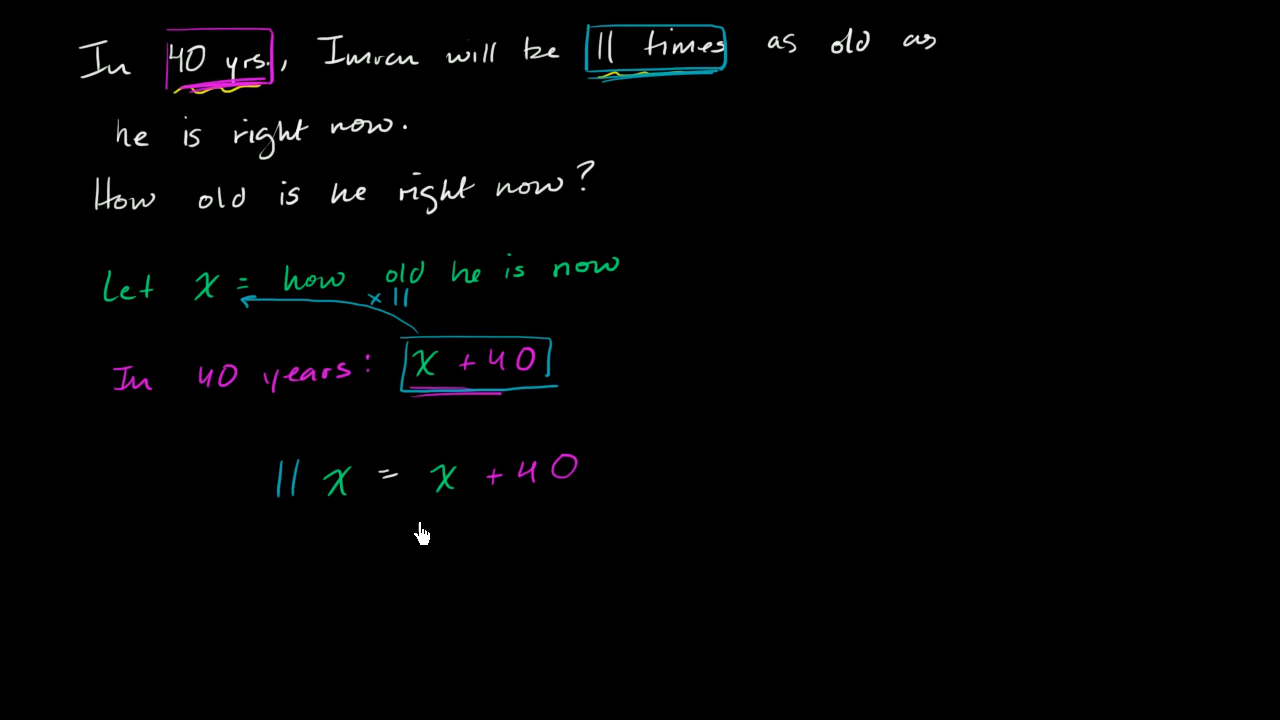 In 40 yrs., Imran will be 11 times as old as
he is right now.
How old is he right now?
Let x = how old he is now
x 11
In 40 years: x + 40
11 x = x + 40